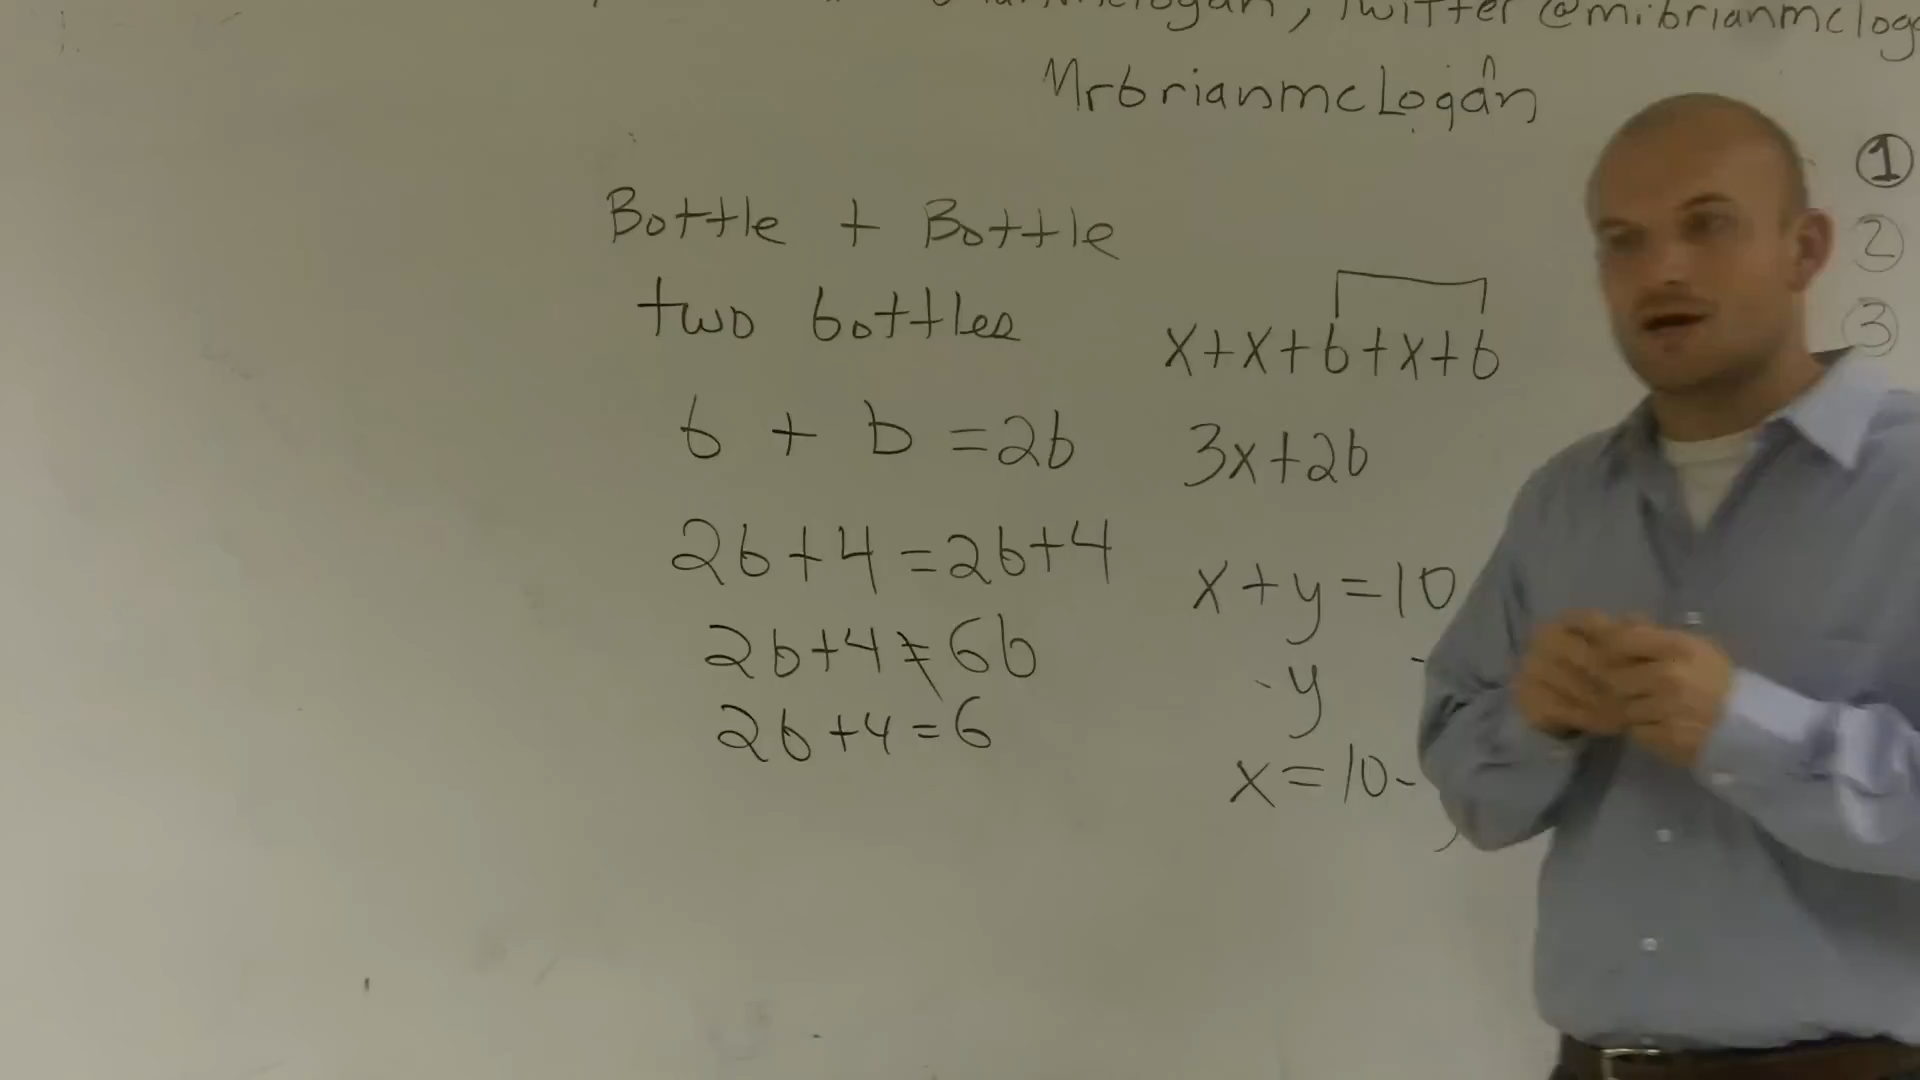 , Twitter @mrbrianmclog
MrbrianmcLogan
Bottle + Bottle
two bottles
b + b = 2b
2b+4 = 2b+4
2b+4 ≠ 6b
2b+4 = 6
x+x+b+x+b
3x+2b
x+y=10
-y
x=10-
1
2
3